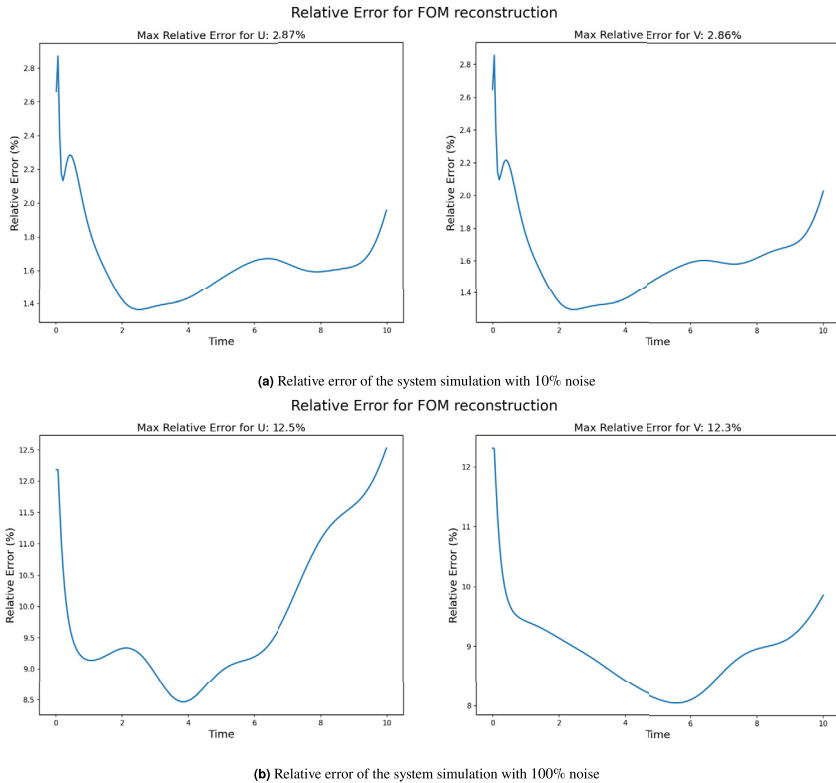 Relative Error for FOM reconstruction
Max Relative Error for U: 2.87%
Relative Error (%)
2.8
2.6
2.4
2.2
2.0
1.8
1.6
1.4
0 2 4 6 8 10
Time
Max Relative Error for V: 2.86%
Relative Error (%)
2.8
2.6
2.4
2.2
2.0
1.8
1.6
1.4
0 2 4 6 8 10
Time
(a) Relative error of the system simulation with 10% noise
Relative Error for FOM reconstruction
Max Relative Error for U: 12.5%
Relative Error (%)
12.5
12.0
11.5
11.0
10.5
10.0
9.5
9.0
8.5
0 2 4 6 8 10
Time
Max Relative Error for V: 12.3%
Relative Error (%)
12
11
10
9
8
0 2 4 6 8 10
Time
(b) Relative error of the system simulation with 100% noise